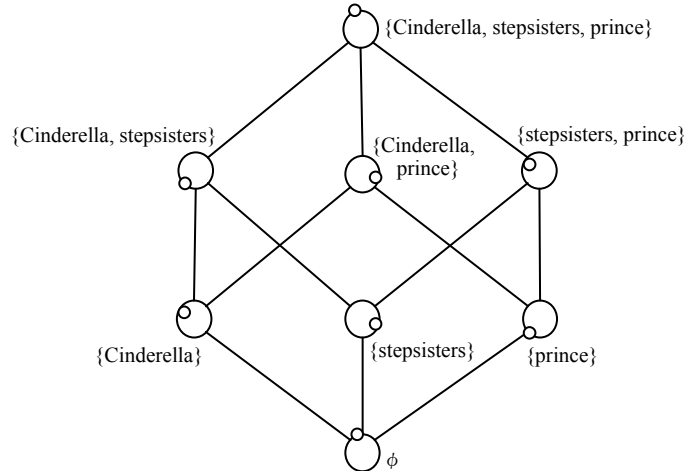 {Cinderella, stepsisters, prince}
{Cinderella, stepsisters}
{Cinderella,
prince}
{stepsisters, prince}
{Cinderella}
{stepsisters}
{prince}
ϕ